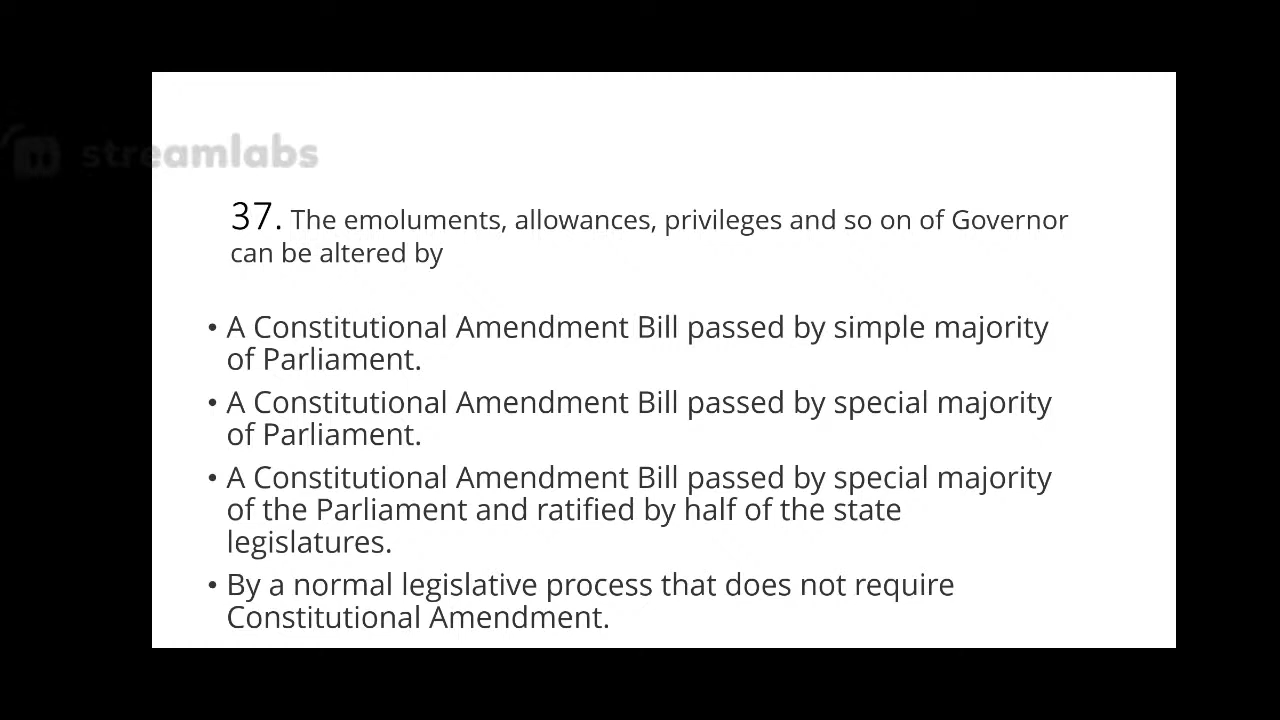 streamlabs
37. The emoluments, allowances, privileges and so on of Governor
can be altered by
• A Constitutional Amendment Bill passed by simple majority
of Parliament.
• A Constitutional Amendment Bill passed by special majority
of Parliament.
• A Constitutional Amendment Bill passed by special majority
of the Parliament and ratified by half of the state
legislatures.
• By a normal legislative process that does not require
Constitutional Amendment.